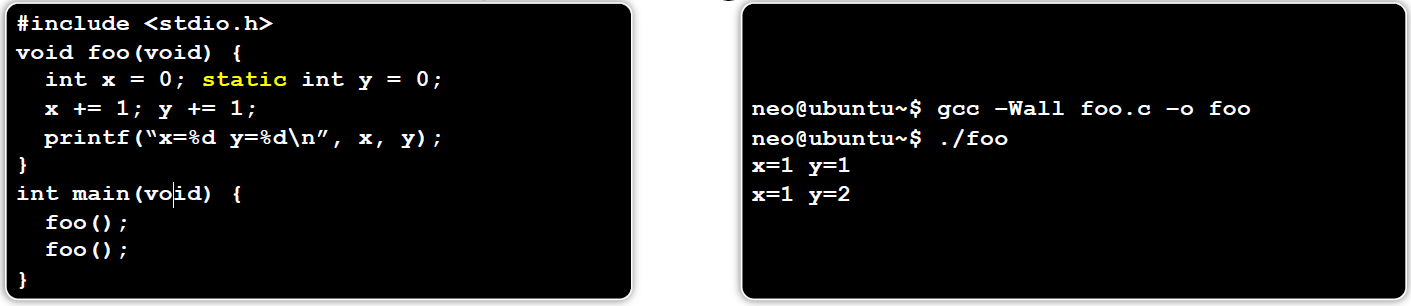 #include <stdio.h>
void foo(void) {
  int x = 0; static int y = 0;
  x += 1; y += 1;
  printf(“x=%d y=%d\n”, x, y);
}
int main(void) {
  foo();
  foo();
}
neo@ubuntu~$ gcc –Wall foo.c –o foo
neo@ubuntu~$ ./foo
x=1 y=1
x=1 y=2